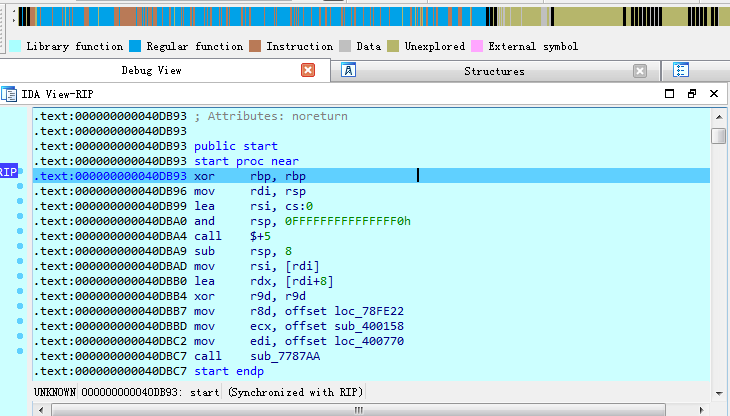 Library function Regular function Instruction Data Unexplored External symbol
Debug View Structures
IDA View-RIP
.text:000000000040DB93 ; Attributes: noreturn
.text:000000000040DB93
.text:000000000040DB93 public start
.text:000000000040DB93 start proc near
RIP .text:000000000040DB93 xor rbp, rbp
.text:000000000040DB96 mov rdi, rsp
.text:000000000040DB99 lea rsi, cs:0
.text:000000000040DBA0 and rsp, 0FFFFFFFFFFFFFFF0h
.text:000000000040DBA4 call $+5
.text:000000000040DBA9 sub rsp, 8
.text:000000000040DBAD mov rsi, [rdi]
.text:000000000040DBB0 lea rdx, [rdi+8]
.text:000000000040DBB4 xor r9d, r9d
.text:000000000040DBB7 mov r8d, offset loc_78FE22
.text:000000000040DBBD mov ecx, offset sub_400158
.text:000000000040DBC2 mov edi, offset loc_400770
.text:000000000040DBC7 call sub_7787AA
.text:000000000040DBC7 start endp
UNKNOWN 000000000040DB93: start (Synchronized with RIP)